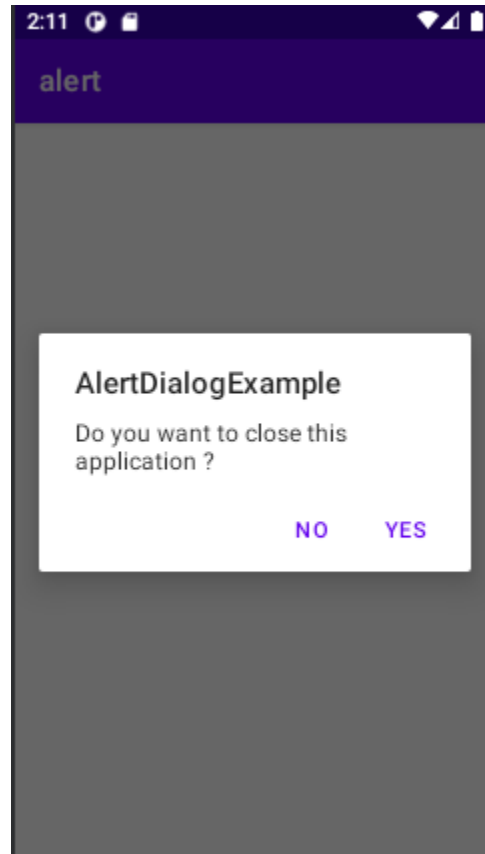 2:11
alert
AlertDialogExample
Do you want to close this
application ?
NO YES